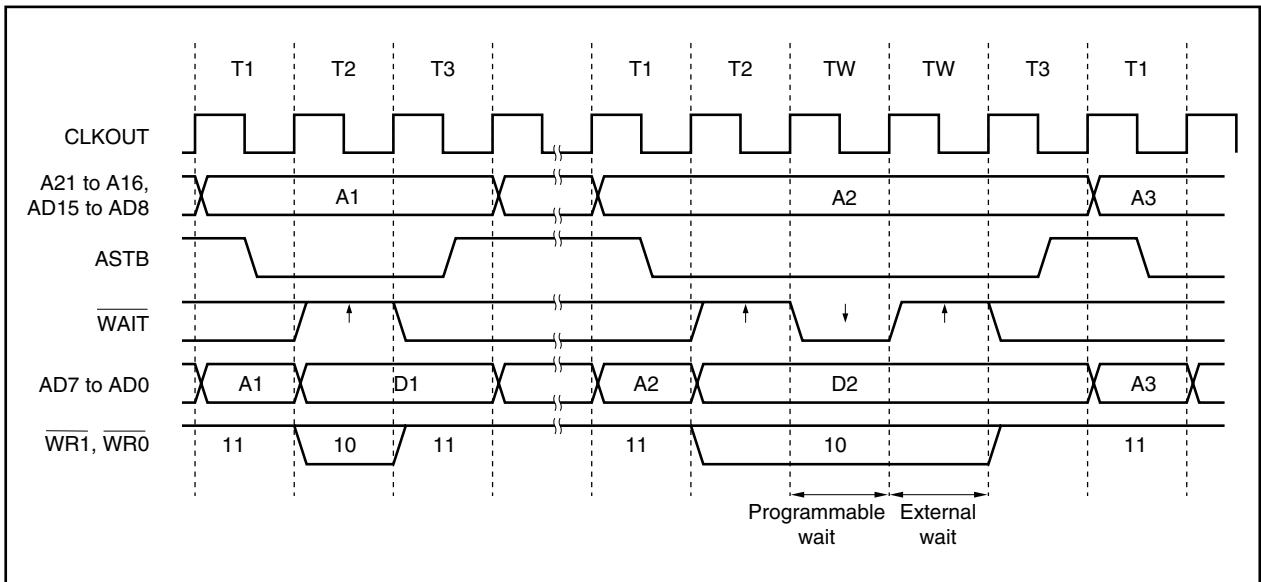 T1 T2 T3 T1 T2 TW TW T3 T1
CLKOUT
A21 to A16,
AD15 to AD8
A1 A2 A3
ASTB
WAIT
AD7 to AD0
A1 D1 A2 D2 A3
WR1, WR0
11 10 11 11 10 11
Programmable
wait
External
wait